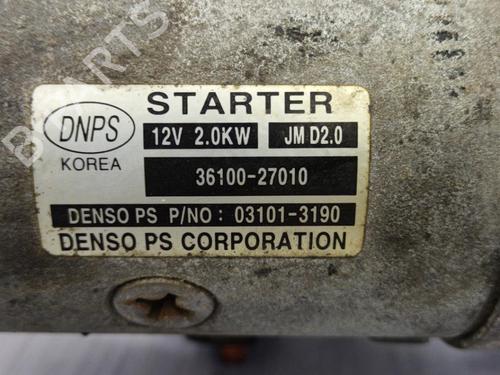 STARTER
DNPS
12V 2.0KW JM D2.0
KOREA
36100-27010
DENSO PS P/NO: 03101-3190
DENSO PS CORPORATION